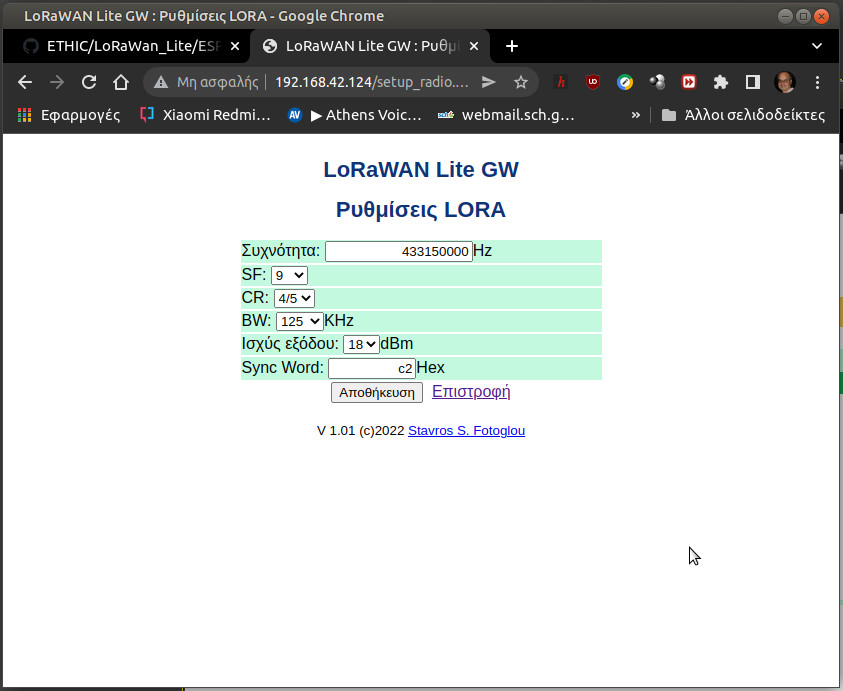 LoRaWAN Lite GW : Ρυθμίσεις LORA - Google Chrome
ETHIC/LoRaWan_Lite/ESP LoRaWAN Lite GW : Ρυθμι
Μη ασφαλής 192.168.42.124/setup_radio....
Εφαρμογές Xiaomi Redmi... ▶ Athens Voic... webmail.sch.g... » Άλλοι σελιδοδείκτες
LoRaWAN Lite GW
Ρυθμίσεις LORA
Συχνότητα: 433150000 Hz
SF: 9
CR: 4/5
BW: 125 KHz
Ισχύς εξόδου: 18 dBm
Sync Word: c2 Hex
Αποθήκευση Επιστροφή
V 1.01 (c)2022 Stavros S. Fotoglou